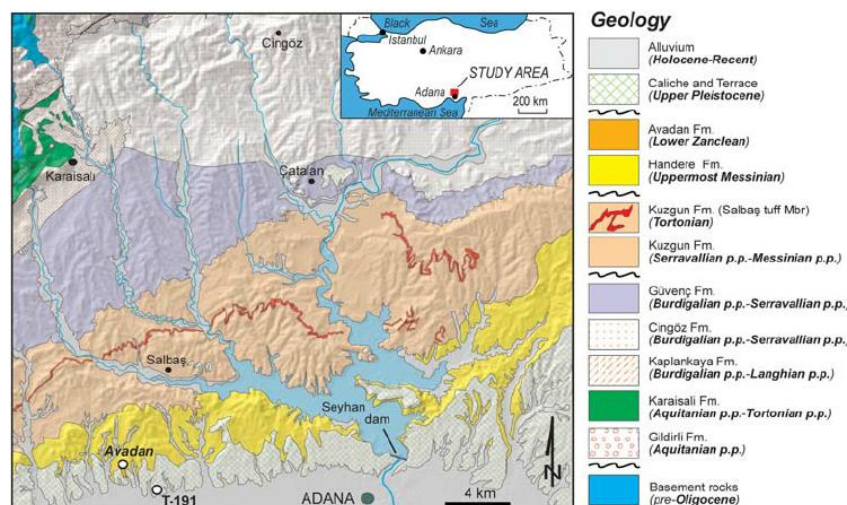 Geology
Alluvium
(Holocene-Recent)
Caliche and Terrace
(Upper Pleistocene)
Avadan Fm.
(Lower Zanclean)
Handere Fm.
(Uppermost Messinian)
Kuzgun Fm. (Salbaş tuff Mbr)
(Tortonian)
Kuzgun Fm.
(Serravallian p.p.-Messinian p.p.)
Güvenç Fm.
(Burdigalian p.p.-Serravallian p.p.)
Cingöz Fm.
(Burdigalian p.p.-Serravallian p.p.)
Kaplankaya Fm.
(Burdigalian p.p.-Langhian p.p.)
Karaisali Fm.
(Aquitanian p.p.-Tortonian p.p.)
Gildirli Fm.
(Aquitanian p.p.)
Basement rocks
(pre-Oligocene)
Black Sea
Istanbul
Ankara
STUDY AREA
Adana
200 km
Mediterranean Sea
Cingöz
Karaisalı
Çatalan
Salbaş
Seyhan
dam
Avadan
T-191
ADANA
4 km
N